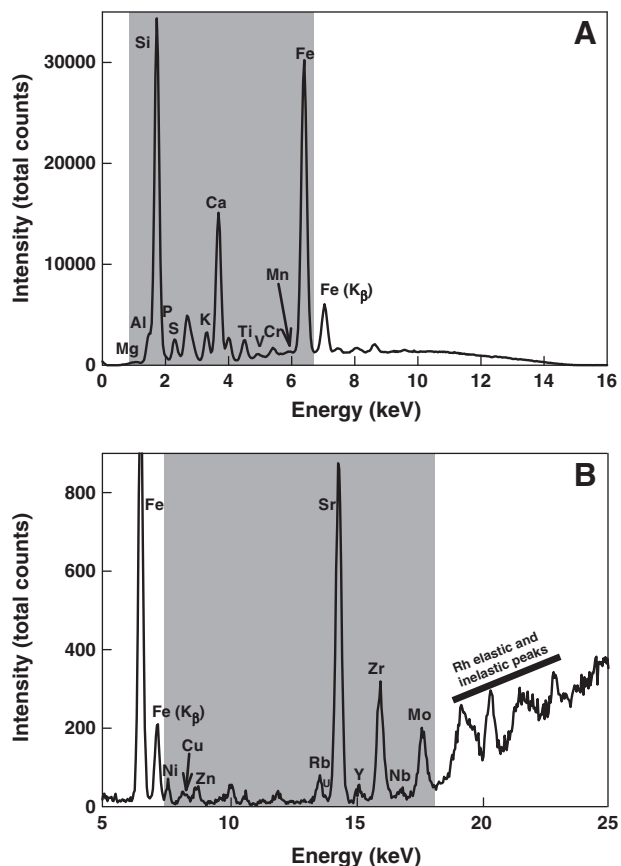 A
Intensity (total counts)
30000
20000
10000
0
Si
Fe
Ca
Mn
Fe (Kβ)
P
Al
S
K
Ti
V
Cr
Mg
0 2 4 6 8 10 12 14 16
Energy (keV)
B
Intensity (total counts)
800
600
400
200
0
Fe
Sr
Rh elastic and
inelastic peaks
Zr
Fe (Kβ)
Mo
Cu
Ni
Zn
Rb
U
Y
Nb
5 10 15 20 25
Energy (keV)